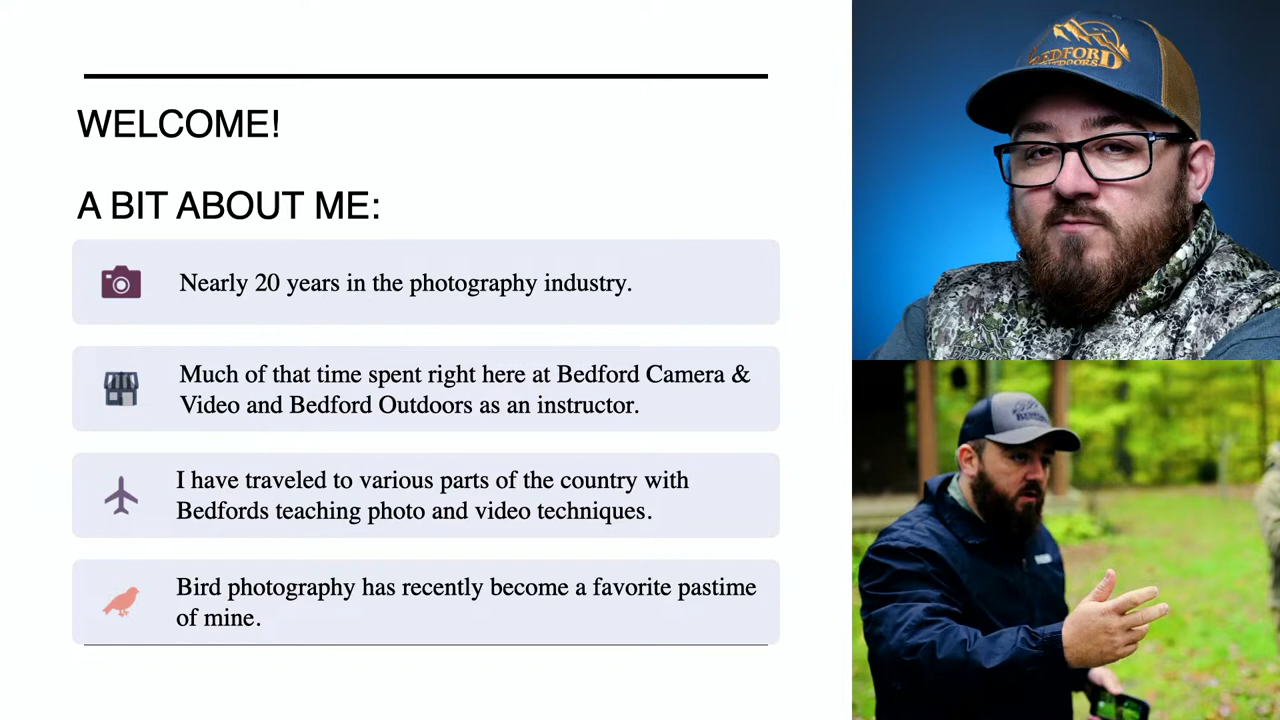 WELCOME!
A BIT ABOUT ME:
Nearly 20 years in the photography industry.
Much of that time spent right here at Bedford Camera &
Video and Bedford Outdoors as an instructor.
I have traveled to various parts of the country with
Bedfords teaching photo and video techniques.
Bird photography has recently become a favorite pastime
of mine.
BEDFORD
OUTDOORS